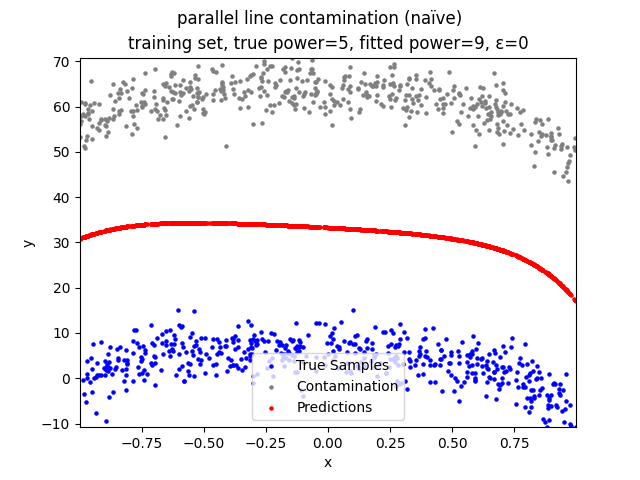 parallel line contamination (naïve)
training set, true power=5, fitted power=9, ε=0
y
70
60
50
40
30
20
10
0
−10
True Samples
Contamination
Predictions
−0.75 −0.50 −0.25 0.00 0.25 0.50 0.75
x